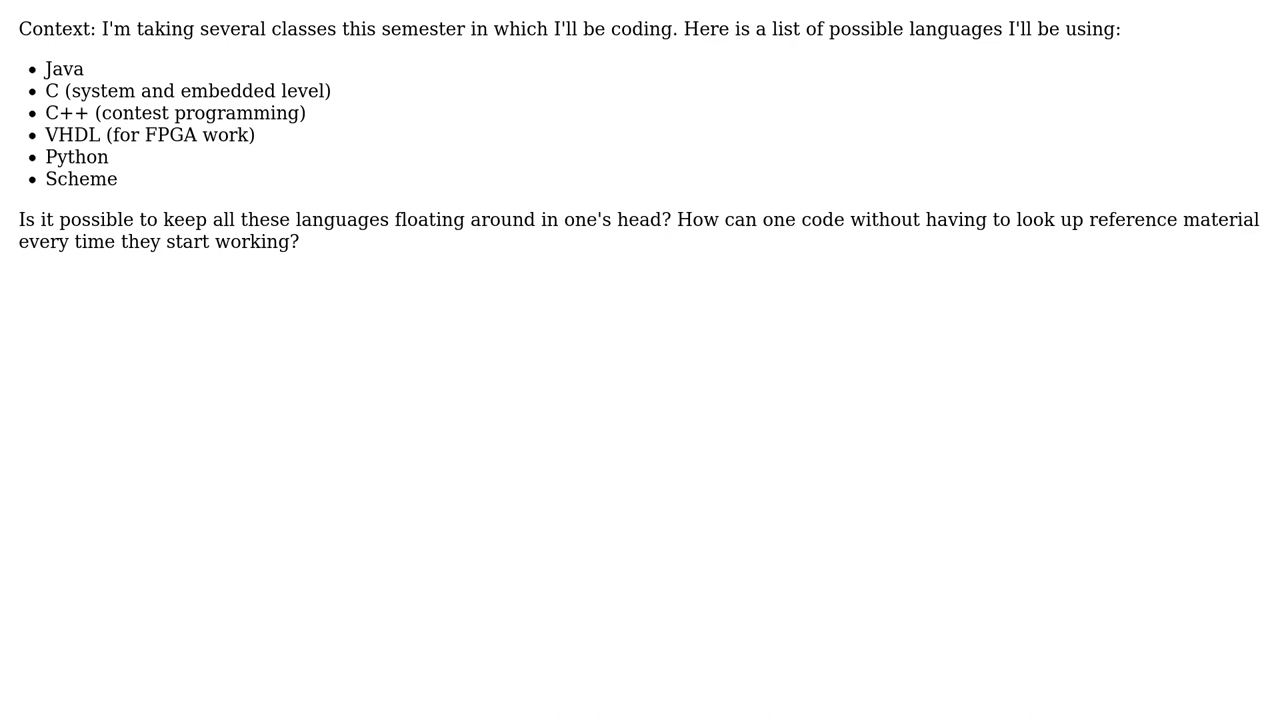 Context: I'm taking several classes this semester in which I'll be coding. Here is a list of possible languages I'll be using:
• Java
• C (system and embedded level)
• C++ (contest programming)
• VHDL (for FPGA work)
• Python
• Scheme
Is it possible to keep all these languages floating around in one's head? How can one code without having to look up reference material
every time they start working?